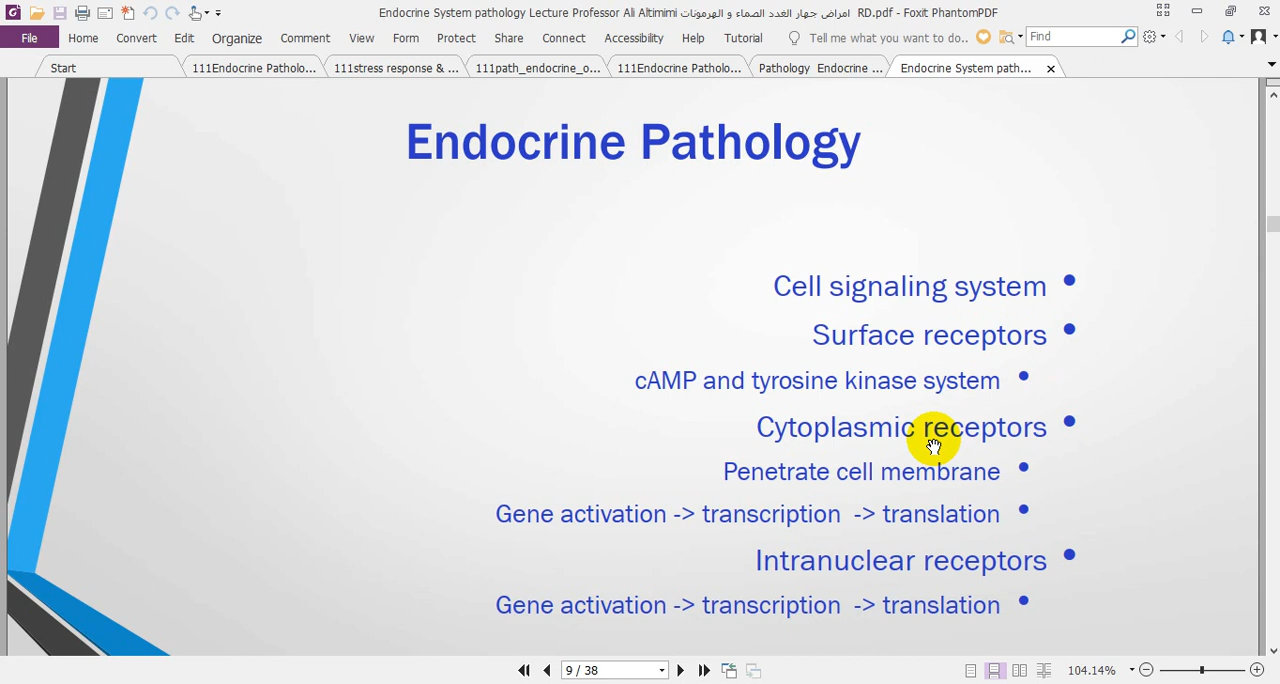 Endocrine System pathology Lecture Professor Ali Altimimi امراض جهاز الغدد الصماء و الهرمونات RD.pdf - Foxit PhantomPDF
File Home Convert Edit Organize Comment View Form Protect Share Connect Accessibility Help Tutorial Tell me what you want to do.. Find
Start 111Endocrine Patholo... 111stress response & ... 111path_endocrine_o... 111Endocrine Patholo... Pathology Endocrine ... Endocrine System path...
Endocrine Pathology
Cell signaling system •
Surface receptors •
cAMP and tyrosine kinase system •
Cytoplasmic receptors •
Penetrate cell membrane •
Gene activation -> transcription -> translation •
Intranuclear receptors •
Gene activation -> transcription -> translation •
9 / 38 104.14%